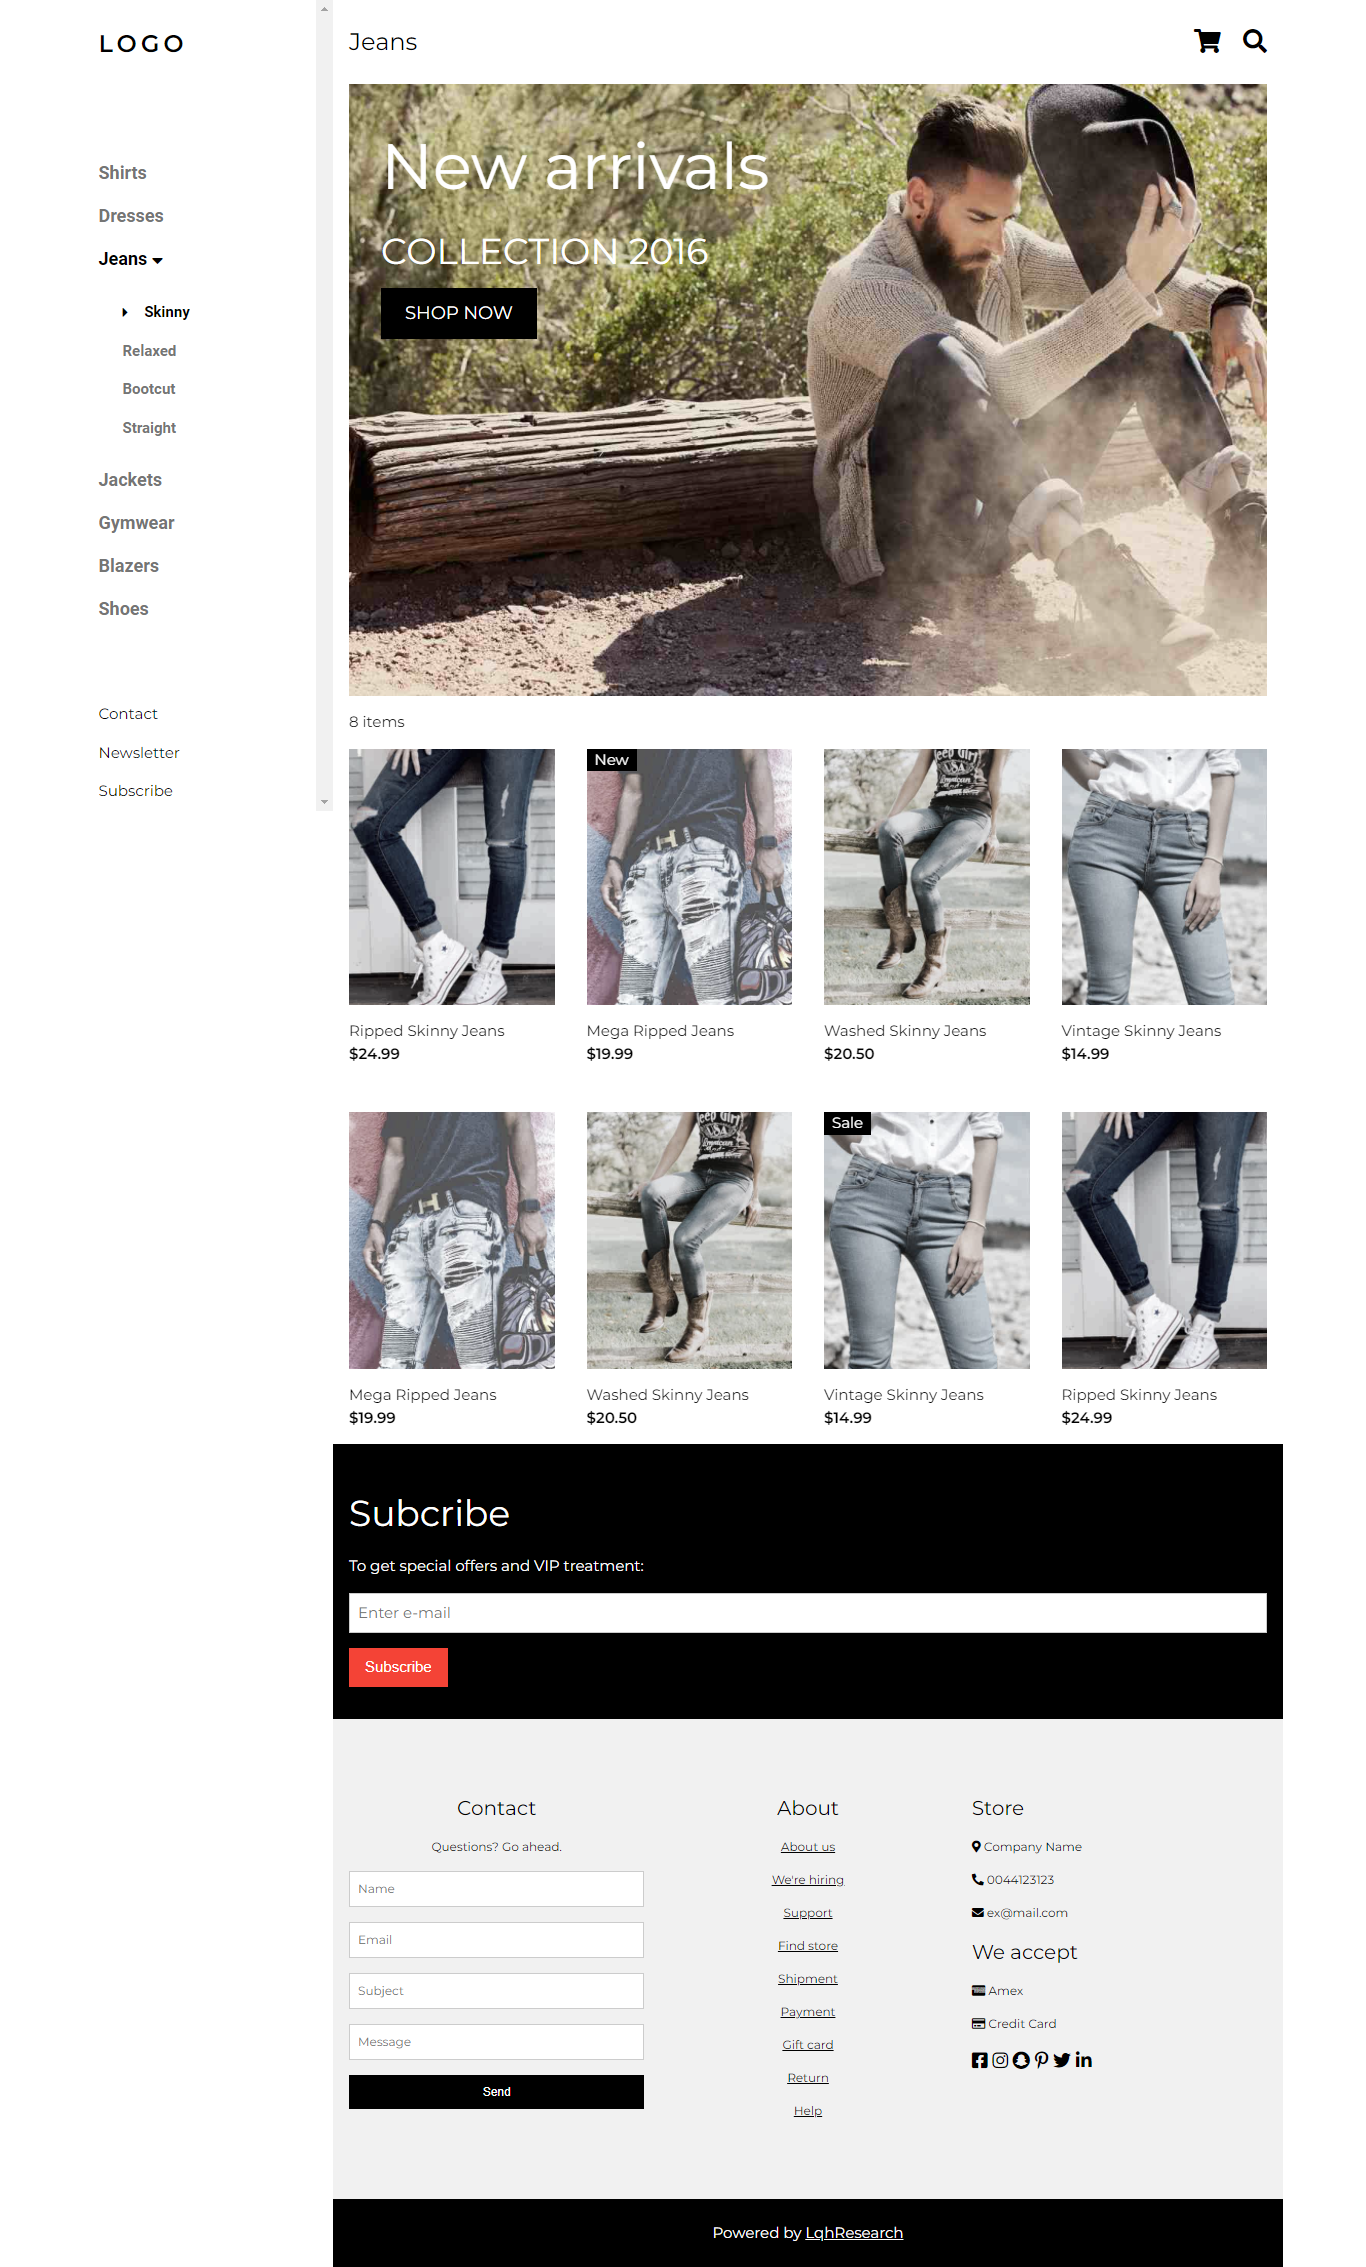 LOGO
Shirts
Dresses
Jeans
Skinny
Relaxed
Bootcut
Straight
Jackets
Gymwear
Blazers
Shoes
Contact
Newsletter
Subscribe
Jeans
New arrivals
COLLECTION 2016
SHOP NOW
8 items
New
Ripped Skinny Jeans
$24.99
Mega Ripped Jeans
$19.99
Washed Skinny Jeans
$20.50
Vintage Skinny Jeans
$14.99
Sale
Mega Ripped Jeans
$19.99
Washed Skinny Jeans
$20.50
Vintage Skinny Jeans
$14.99
Ripped Skinny Jeans
$24.99
Subcribe
To get special offers and VIP treatment:
Enter e-mail
Subscribe
Contact
Questions? Go ahead.
Name
Email
Subject
Message
Send
About
About us
We're hiring
Support
Find store
Shipment
Payment
Gift card
Return
Help
Store
Company Name
0044123123
ex@mail.com
We accept
Amex
Credit Card
Powered by LqhResearch